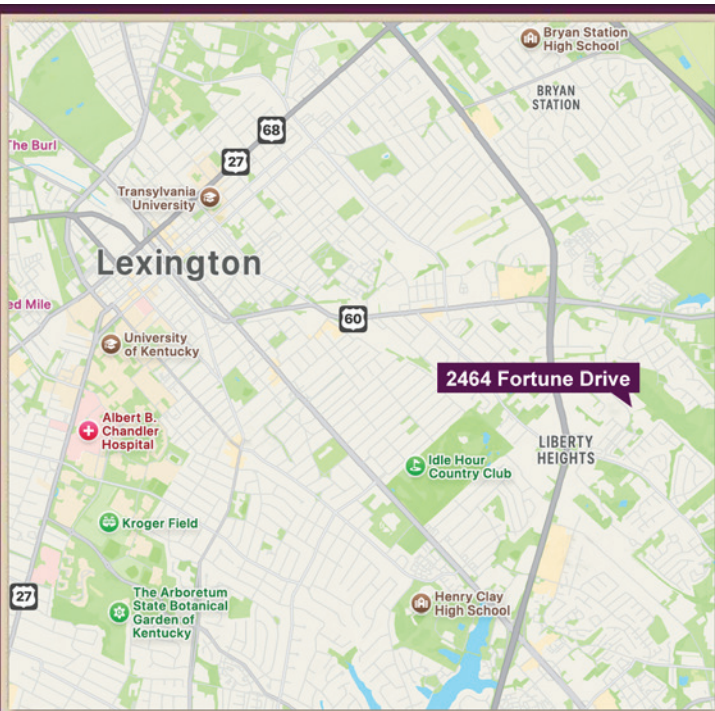 Bryan Station
High School
BRYAN
STATION
68
The Burl
27
Transylvania
University
Lexington
ed Mile
60
University
of Kentucky
2464 Fortune Drive
Albert B.
Chandler
Hospital
LIBERTY
HEIGHTS
Idle Hour
Country Club
Kroger Field
27
The Arboretum
State Botanical
Garden of
Kentucky
Henry Clay
High School